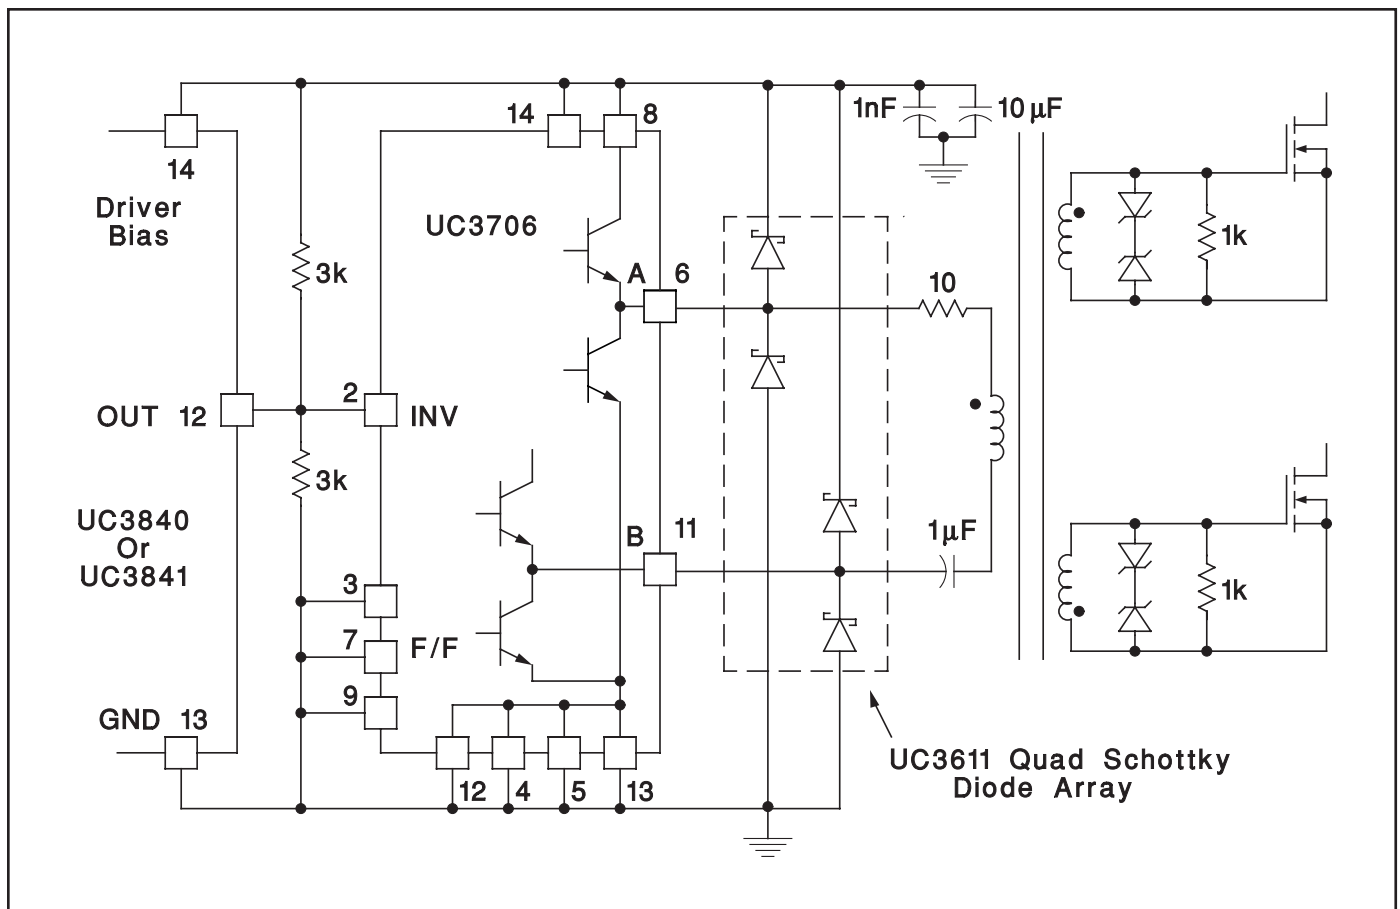 14
8
1nF
10 µF
14
Driver
Bias
UC3706
3k
A
6
10
1k
OUT 12
2
INV
3k
UC3840
Or
UC3841
B
11
1µF
3
7
F/F
9
1k
GND 13
12
4
5
13
UC3611 Quad Schottky
Diode Array